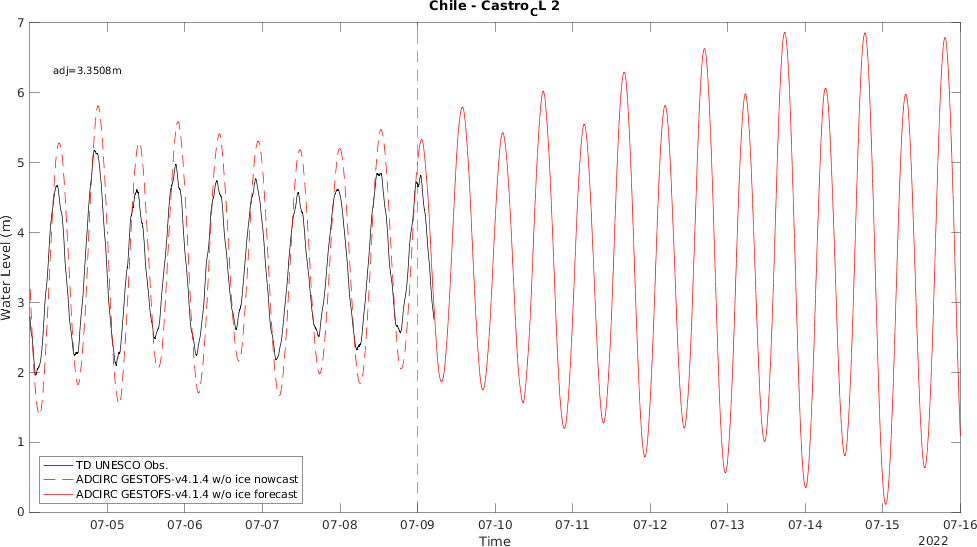 Chile - Castro_CL 2
adj=3.3508m
Water Level (m)
7
6
5
4
3
2
1
0
TD UNESCO Obs.
ADCIRC GESTOFS-v4.1.4 w/o ice nowcast
ADCIRC GESTOFS-v4.1.4 w/o ice forecast
07-05 07-06 07-07 07-08 07-09 07-10 07-11 07-12 07-13 07-14 07-15 07-16
Time
2022